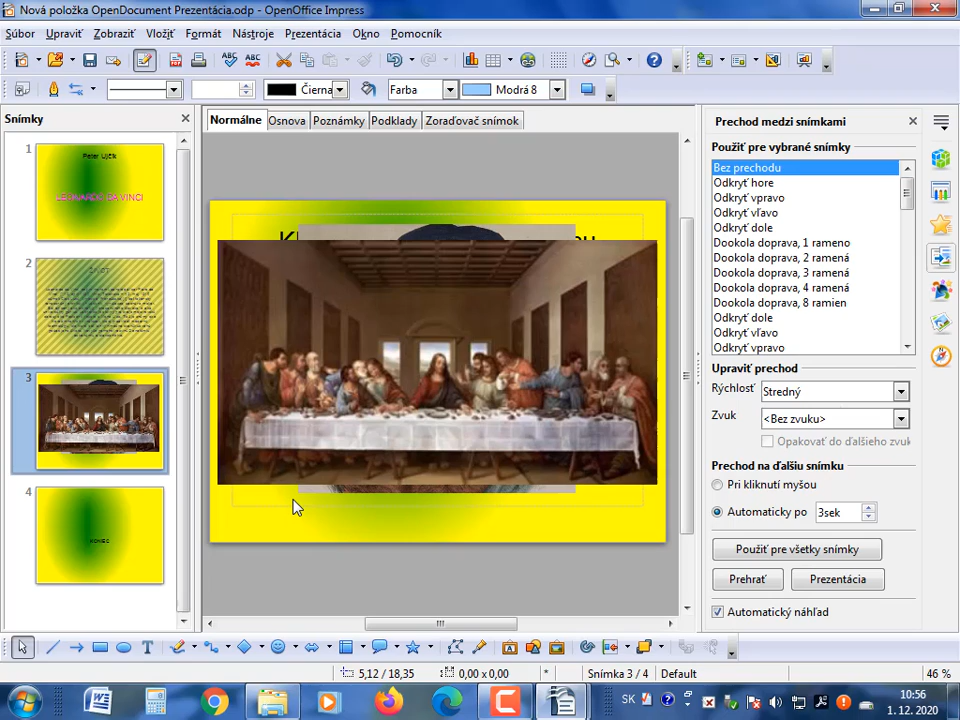 Nová položka OpenDocument Prezentácia.odp - OpenOffice Impress
Súbor Upraviť Zobraziť Vložiť Formát Nástroje Prezentácia Okno Pomocník
Čierna Farba Modrá 8
Snímky
Normálne Osnova Poznámky Podklady Zoraďovač snímok
1
Peter Ujčík
LEONARDO DA VINCI
2
ŽIVOT
3
4
KONIEC
Prechod medzi snímkami
Použiť pre vybrané snímky
Bez prechodu
Odkryť hore
Odkryť vpravo
Odkryť vľavo
Odkryť dole
Dookola doprava, 1 rameno
Dookola doprava, 2 ramená
Dookola doprava, 3 ramená
Dookola doprava, 4 ramená
Dookola doprava, 8 ramien
Odkryť dole
Odkryť vľavo
Odkryť vpravo
Upraviť prechod
Rýchlosť Stredný
Zvuk <Bez zvuku>
Opakovať do ďalšieho zvuk
Prechod na ďalšiu snímku
Pri kliknutí myšou
Automaticky po 3sek
Použiť pre všetky snímky
Prehrať Prezentácia
Automatický náhľad
5,12 / 18,35 0,00 x 0,00 * Snímka 3 / 4 Default 46 %
SK 10:56
1. 12. 2020